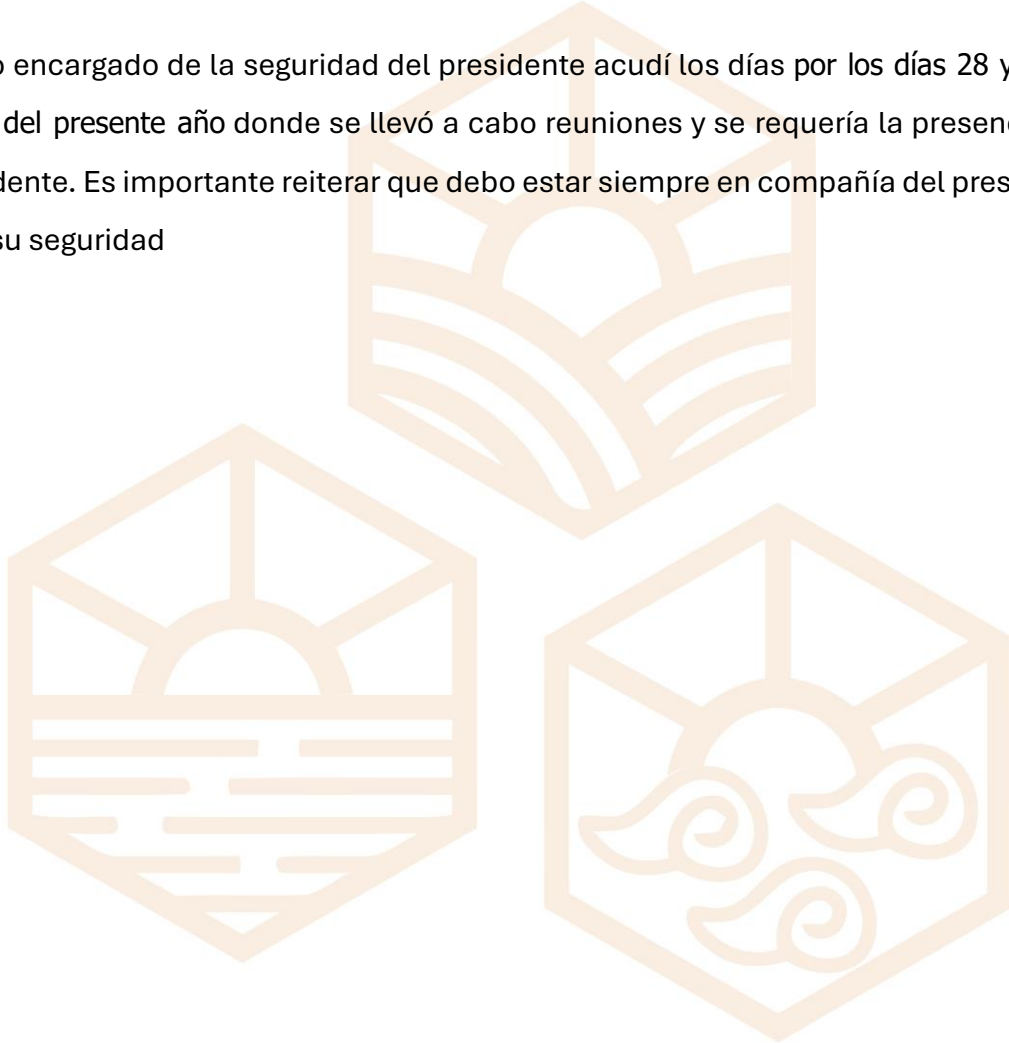 o encargado de la seguridad del presidente acudí los días por los días 28 y
del presente año donde se llevó a cabo reuniones y se requería la presen
dente. Es importante reiterar que debo estar siempre en compañía del pres
su seguridad